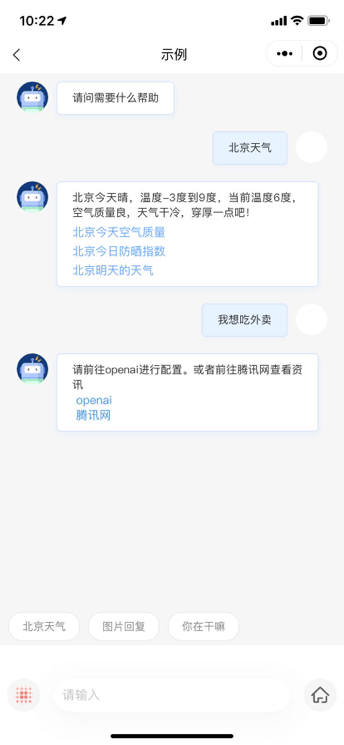 10:22
示例
请问需要什么帮助
北京天气
北京今天晴，温度-3度到9度，当前温度6度，
空气质量良，天气干冷，穿厚一点吧！
北京今天空气质量
北京今日防晒指数
北京明天的天气
我想吃外卖
请前往openai进行配置。或者前往腾讯网查看资
讯
openai
腾讯网
北京天气
图片回复
你在干嘛
请输入